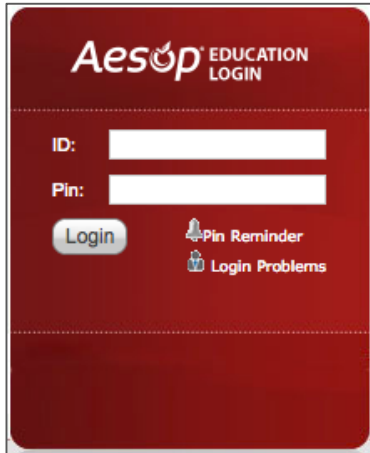 Aesop® EDUCATION
LOGIN
ID:
Pin:
Login
Pin Reminder
Login Problems